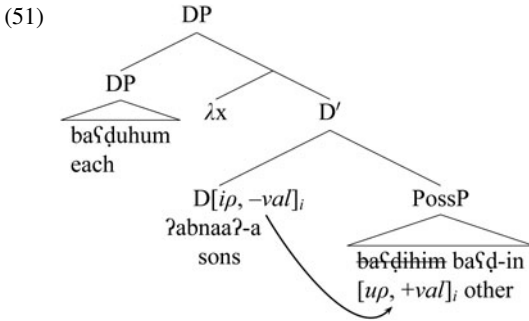 (51)
DP
DP
λx
D′
baʕḍuhum
each
D[iρ, –val]i
PossP
ʔabnaaʔ-a
sons
baʕḍihim baʕḍ-in
[uρ, +val]i other